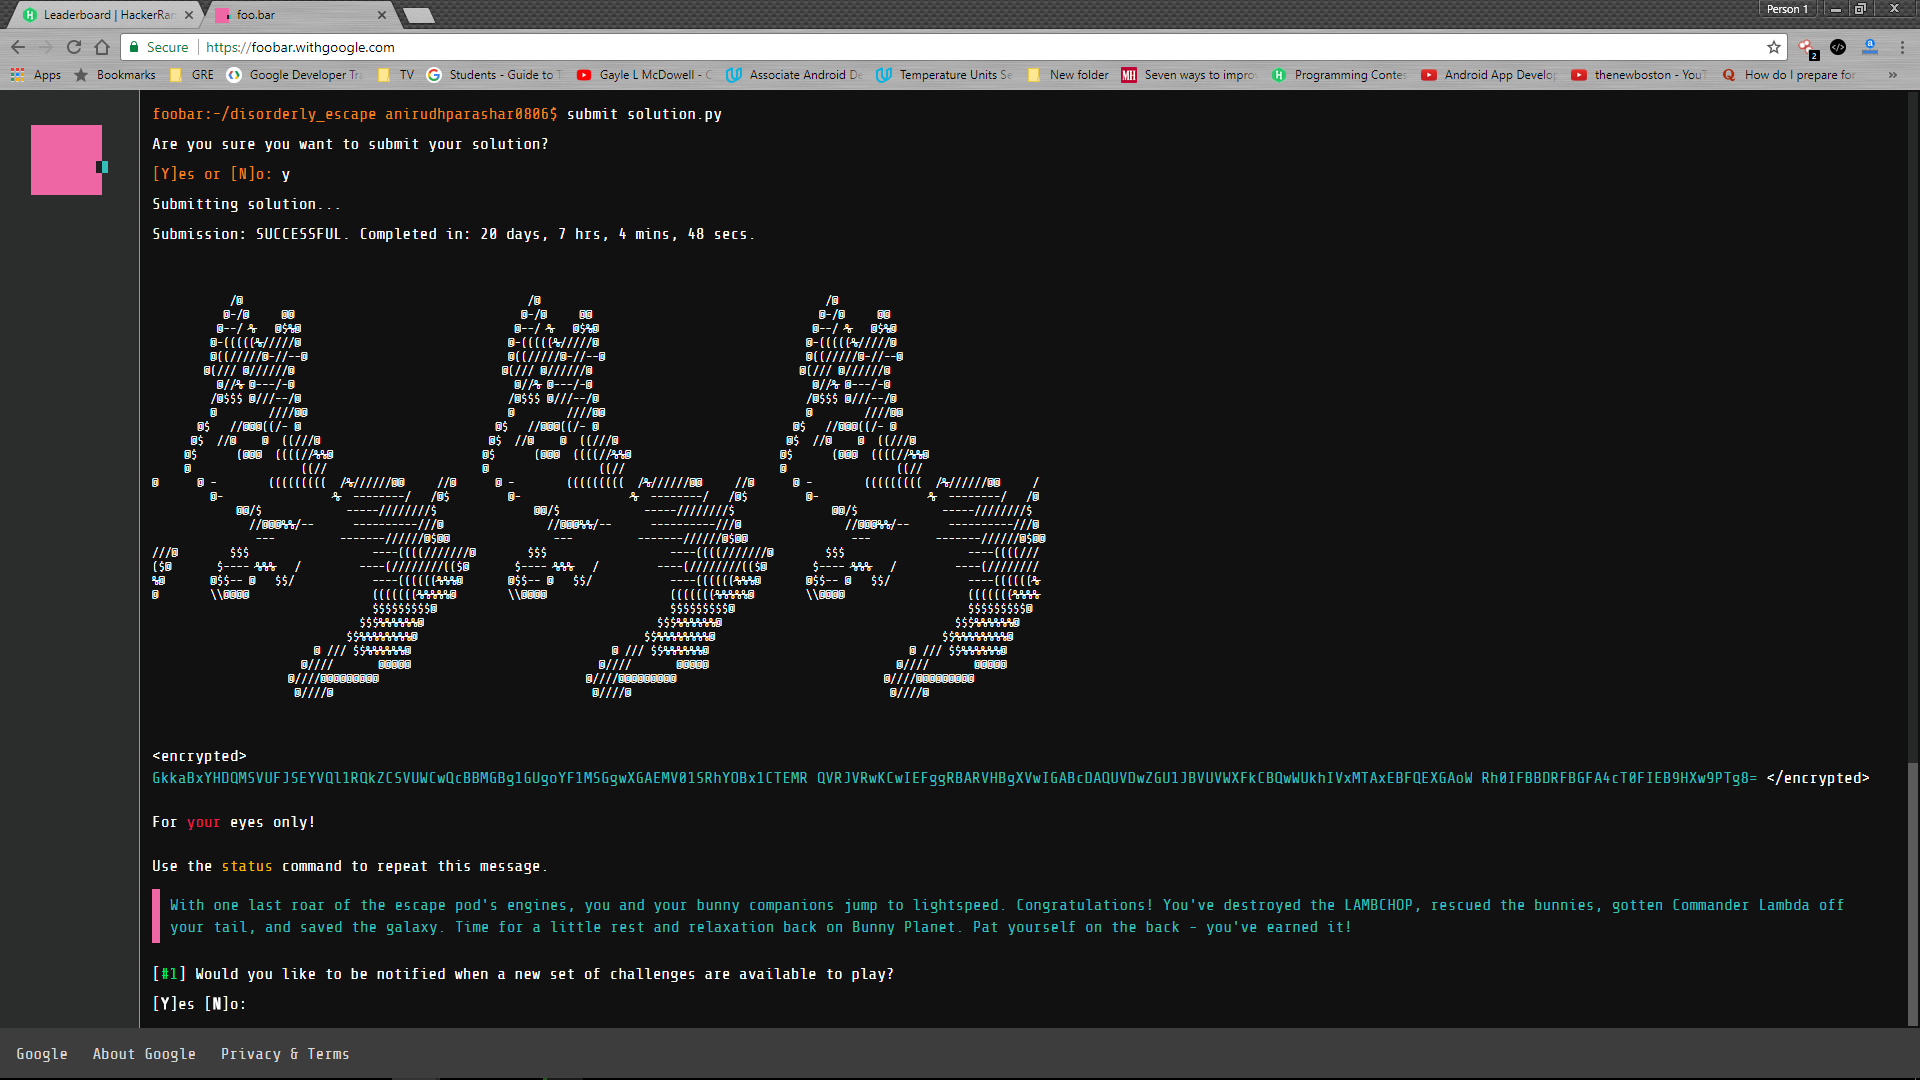 Leaderboard | HackerRan
foo.bar
Person 1
Secure
https://foobar.withgoogle.com
2
Apps
Bookmarks
GRE
Google Developer Tr
TV
Students - Guide to T
Gayle L McDowell - C
Associate Android De
Temperature Units Se
New folder
MH
Seven ways to impro
Programming Contes
Android App Develop
thenewboston - YouT
How do I prepare for
»
foobar:~/disorderly_escape anirudhparashar0806$ submit solution.py
Are you sure you want to submit your solution?
[Y]es or [N]o: y
Submitting solution...
Submission: SUCCESSFUL. Completed in: 20 days, 7 hrs, 4 mins, 48 secs.
<encrypted>
</encrypted>
For your eyes only!
Use the status command to repeat this message.
With one last roar of the escape pod's engines, you and your bunny companions jump to lightspeed. Congratulations! You've destroyed the LAMBCHOP, rescued the bunnies, gotten Commander Lambda off
your tail, and saved the galaxy. Time for a little rest and relaxation back on Bunny Planet. Pat yourself on the back - you've earned it!
[#1] Would you like to be notified when a new set of challenges are available to play?
[Y]es [N]o:
Google
About Google
Privacy & Terms